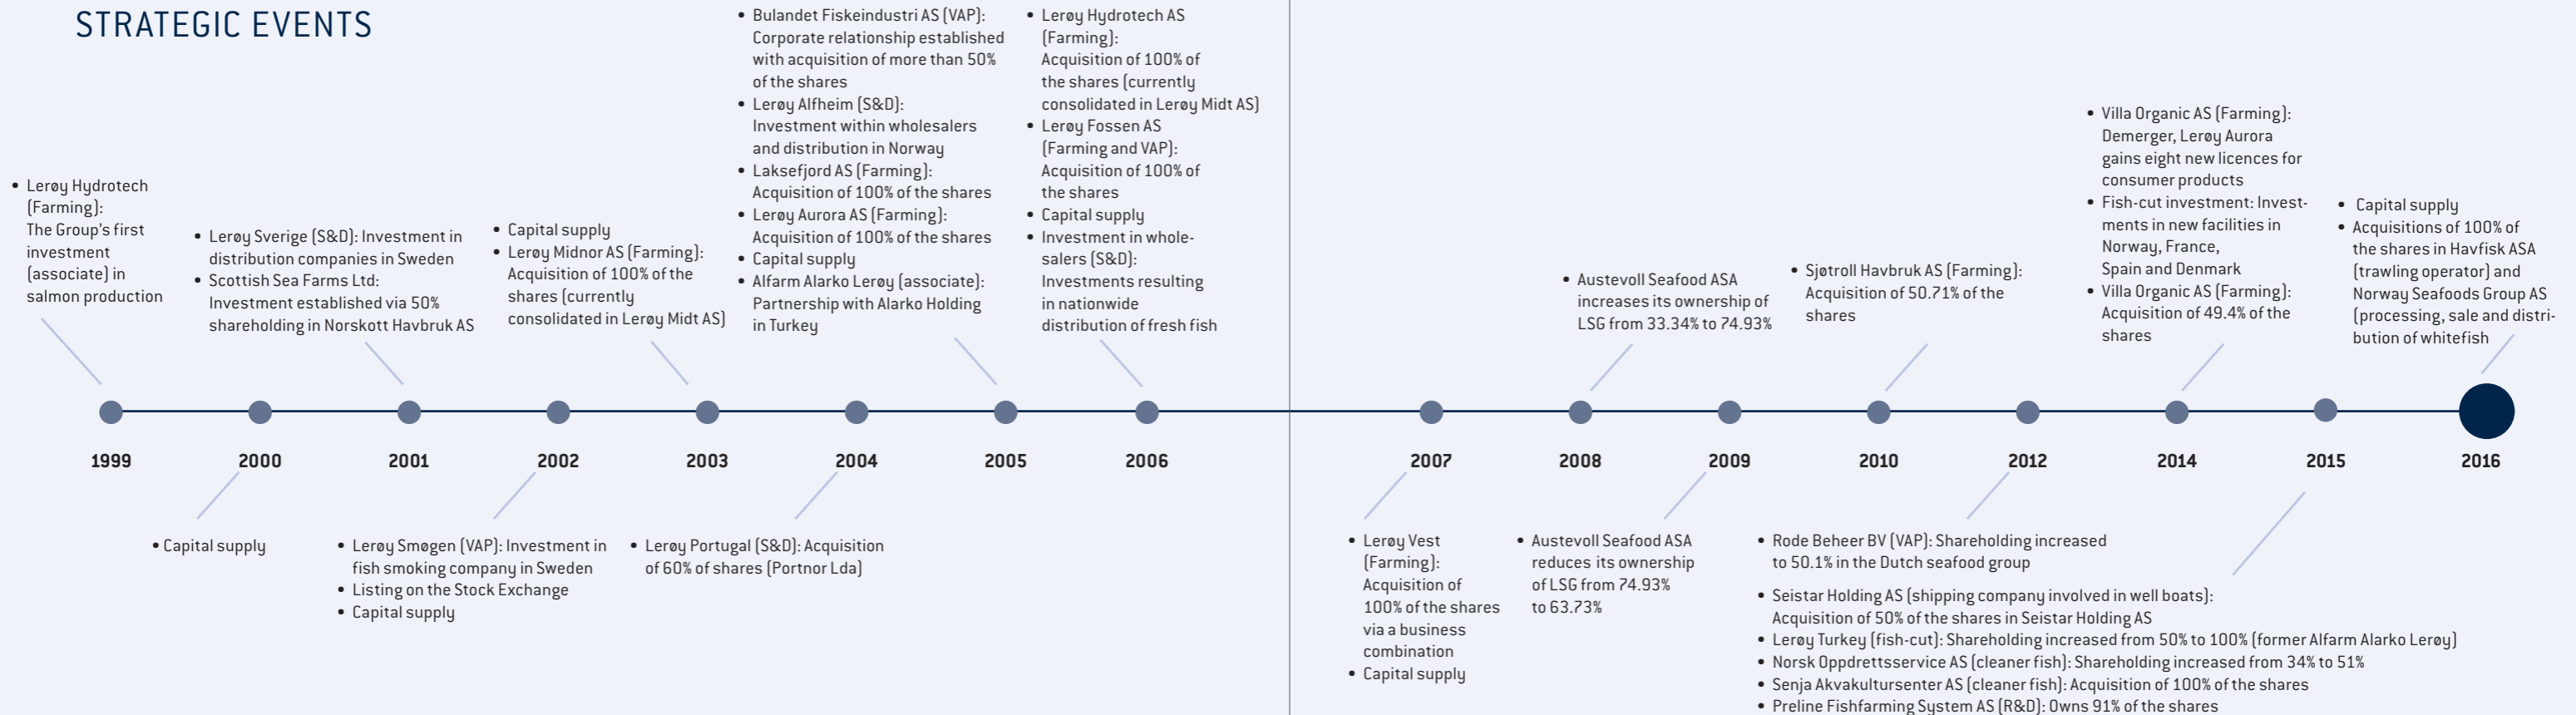 STRATEGIC EVENTS
• Lerøy Hydrotech
(Farming):
The Group's first
investment
(associate) in
salmon production
• Lerøy Sverige (S&D): Investment in
distribution companies in Sweden
• Scottish Sea Farms Ltd:
Investment established via 50%
shareholding in Norskott Havbruk AS
• Capital supply
• Lerøy Midnor AS (Farming):
Acquisition of 100% of the
shares (currently
consolidated in Lerøy Midt AS)
• Bulandet Fiskeindustri AS (VAP):
Corporate relationship established
with acquisition of more than 50%
of the shares
• Lerøy Alfheim (S&D):
Investment within wholesalers
and distribution in Norway
• Laksefjord AS (Farming):
Acquisition of 100% of the shares
• Lerøy Aurora AS (Farming):
Acquisition of 100% of the shares
• Capital supply
• Alfarm Alarko Lerøy (associate):
Partnership with Alarko Holding
in Turkey
• Lerøy Hydrotech AS
(Farming):
Acquisition of 100% of
the shares (currently
consolidated in Lerøy Midt AS)
• Lerøy Fossen AS
(Farming and VAP):
Acquisition of 100% of
the shares
• Capital supply
• Investment in whole-
salers (S&D):
Investments resulting
in nationwide
distribution of fresh fish
• Austevoll Seafood ASA
increases its ownership of
LSG from 33.34% to 74.93%
• Sjøtroll Havbruk AS (Farming):
Acquisition of 50.71% of the
shares
• Villa Organic AS (Farming):
Demerger, Lerøy Aurora
gains eight new licences for
consumer products
• Fish-cut investment: Invest-
ments in new facilities in
Norway, France,
Spain and Denmark
• Villa Organic AS (Farming):
Acquisition of 49.4% of the
shares
• Capital supply
• Acquisitions of 100% of
the shares in Havfisk ASA
(trawling operator) and
Norway Seafoods Group AS
(processing, sale and distri-
bution of whitefish
1999 2000 2001 2002 2003 2004 2005 2006 2007 2008 2009 2010 2012 2014 2015 2016
• Capital supply
• Lerøy Smøgen (VAP): Investment in
fish smoking company in Sweden
• Listing on the Stock Exchange
• Capital supply
• Lerøy Portugal (S&D): Acquisition
of 60% of shares (Portnor Lda)
• Lerøy Vest
(Farming):
Acquisition of
100% of the shares
via a business
combination
• Capital supply
• Austevoll Seafood ASA
reduces its ownership
of LSG from 74.93%
to 63.73%
• Rode Beheer BV (VAP): Shareholding increased
to 50.1% in the Dutch seafood group
• Seistar Holding AS (shipping company involved in well boats):
Acquisition of 50% of the shares in Seistar Holding AS
• Lerøy Turkey (fish-cut): Shareholding increased from 50% to 100% (former Alfarm Alarko Lerøy)
• Norsk Oppdrettsservice AS (cleaner fish): Shareholding increased from 34% to 51%
• Senja Akvakultursenter AS (cleaner fish): Acquisition of 100% of the shares
• Preline Fishfarming System AS (R&D): Owns 91% of the shares